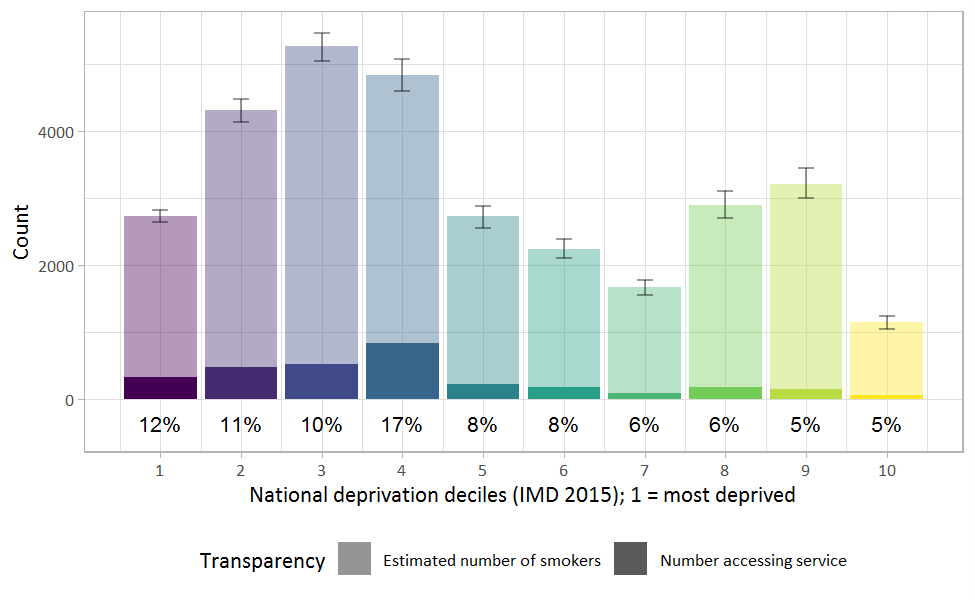 4000
2000
0
Count
12% 11% 10% 17% 8% 8% 6% 6% 5% 5%
1 2 3 4 5 6 7 8 9 10
National deprivation deciles (IMD 2015); 1 = most deprived
Transparency Estimated number of smokers Number accessing service